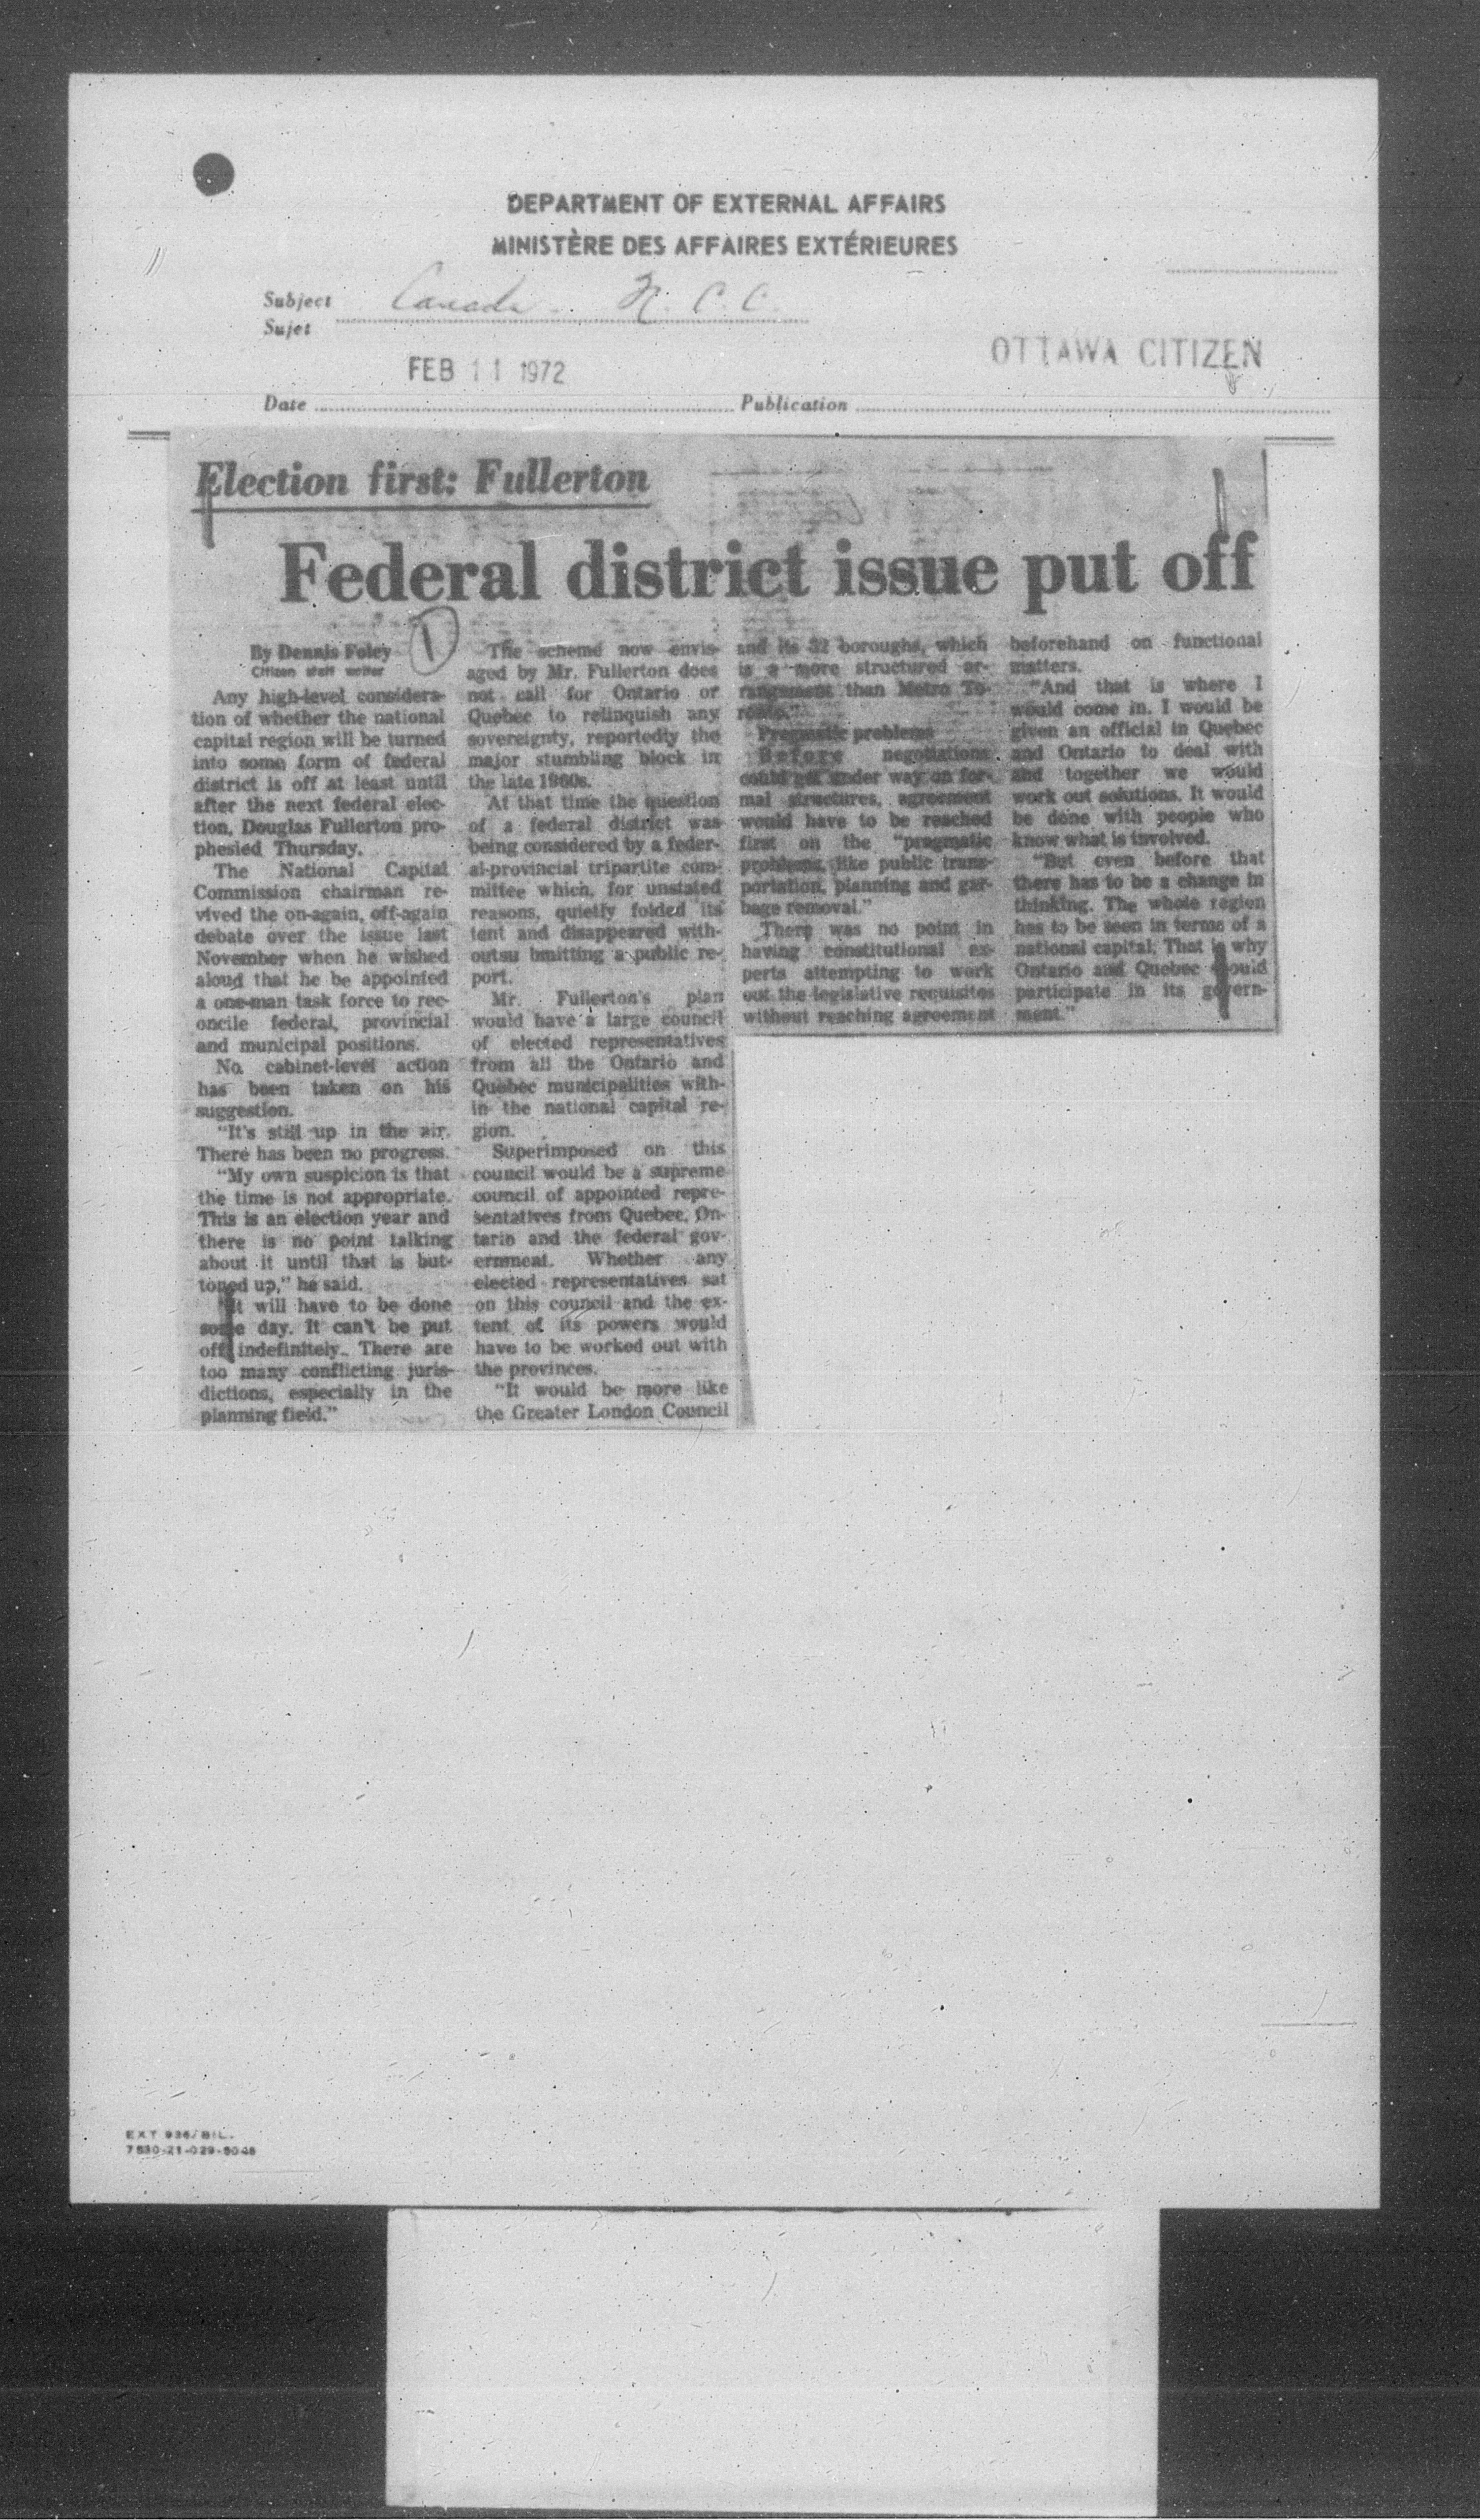 DEPARTMENT OF EXTERNAL AFFAIRS
MINISTÈRE DES AFFAIRES EXTÉRIEURES
Subject
Sujet
Canada. N.C.C.
FEB 11 1972
OTTAWA CITIZEN
Date
Publication
Election first: Fullerton
Federal district issue put off
1
By Dennis Foley
Citizen staff writer
Any high-level considera-
tion of whether the national
capital region will be turned
into some form of federal
district is off at least until
after the next federal elec-
tion, Douglas Fullerton pro-
phesied Thursday.
The National Capital
Commission chairman re-
vived the on-again, off-again
debate over the issue last
November when he wished
aloud that he be appointed
a one-man task force to rec-
oncile federal, provincial
and municipal positions.
No cabinet-level action
has been taken on his
suggestion.
"It's still up in the air.
There has been no progress.
"My own suspicion is that
the time is not appropriate.
This is an election year and
there is no point talking
about it until that is but-
toned up," he said.
"It will have to be done
some day. It can't be put
off indefinitely. There are
too many conflicting juris-
dictions, especially in the
planning field."
The scheme now envis-
aged by Mr. Fullerton does
not call for Ontario or
Quebec to relinquish any
sovereignty, reportedly the
major stumbling block in
the late 1960s.
At that time the question
of a federal district was
being considered by a feder-
al-provincial tripartite com-
mittee which, for unstated
reasons, quietly folded its
tent and disappeared with-
outsu bmitting a public re-
port.
Mr. Fullerton's plan
would have a large council
of elected representatives
from all the Ontario and
Quebec municipalities with-
in the national capital re-
gion.
Superimposed on this
council would be a supreme
council of appointed repre-
sentatives from Quebec, On-
tario and the federal gov-
ernment. Whether any
elected representatives sat
on this council and the ex-
tent of its powers would
have to be worked out with
the provinces.
"It would be more like
the Greater London Council
and its 32 boroughs, which
is a more structured ar-
rangement than Metro To-
ronto."
Pragmatic problems
Before negotiations
could get under way on for-
mal structures, agreement
would have to be reached
first on the "pragmatic
problems, like public trans-
portation, planning and gar-
bage removal."
There was no point in
having constitutional ex-
perts attempting to work
out the legislative requisites
without reaching agreement
beforehand on functional
matters.
"And that is where I
would come in. I would be
given an official in Quebec
and Ontario to deal with
and together we would
work out solutions. It would
be done with people who
know what is involved.
"But even before that
there has to be a change in
thinking. The whole region
has to be seen in terms of a
national capital. That is why
Ontario and Quebec should
participate in its govern-
ment."
EXT 936/BIL.
7530-21-029-5046